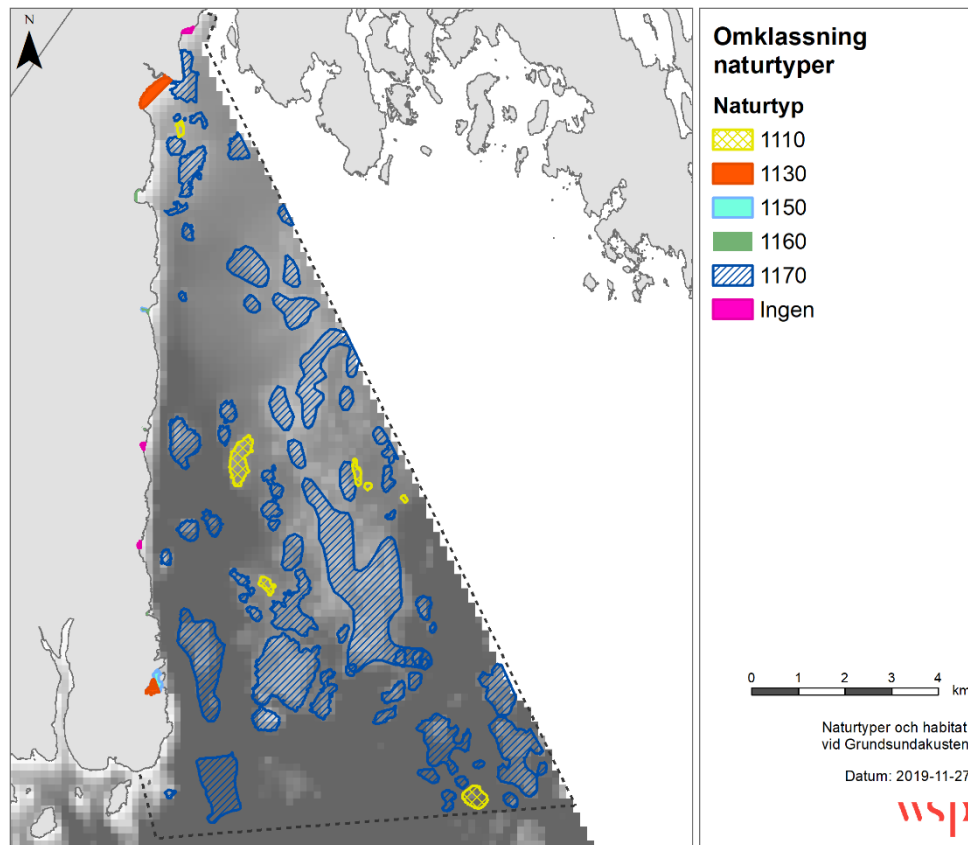 N
Omklassning
naturtyper
Naturtyp
1110
1130
1150
1160
1170
Ingen
0 1 2 3 4
km
Naturtyper och habitat
vid Grundsundakusten
Datum: 2019-11-27
wsp